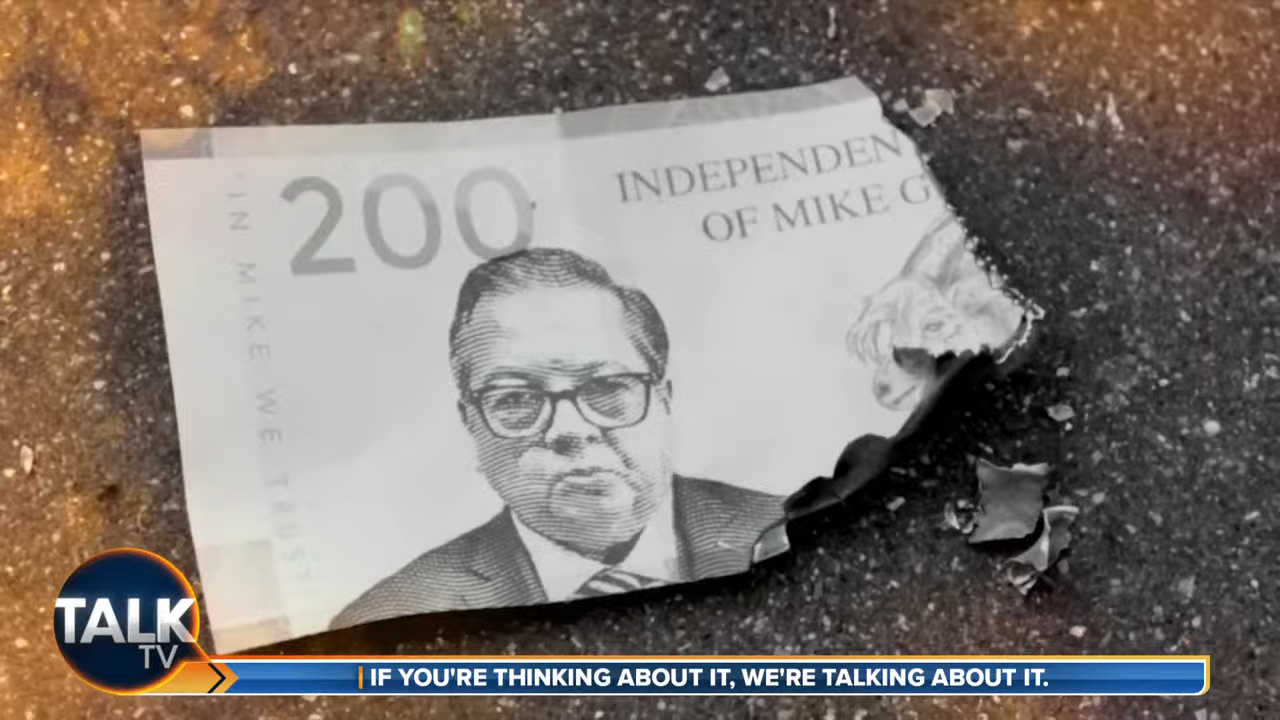 200
INDEPENDEN
OF MIKE G
"IN MIKE WE TRUST
TALK
TV
IF YOU'RE THINKING ABOUT IT, WE'RE TALKING ABOUT IT.